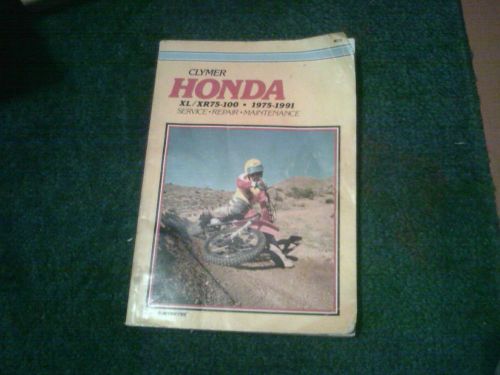 CLYMER
HONDA
XL/XR75-100 • 1975-1991
SERVICE • REPAIR • MAINTENANCE